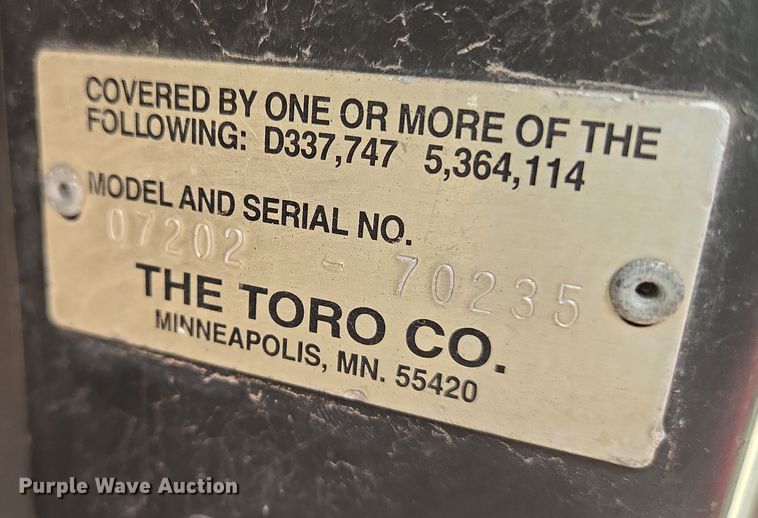 COVERED BY ONE OR MORE OF THE
FOLLOWING: D337,747 5,364,114
MODEL AND SERIAL NO.
07202 - 70235
THE TORO CO.
MINNEAPOLIS, MN. 55420
Purple Wave Auction